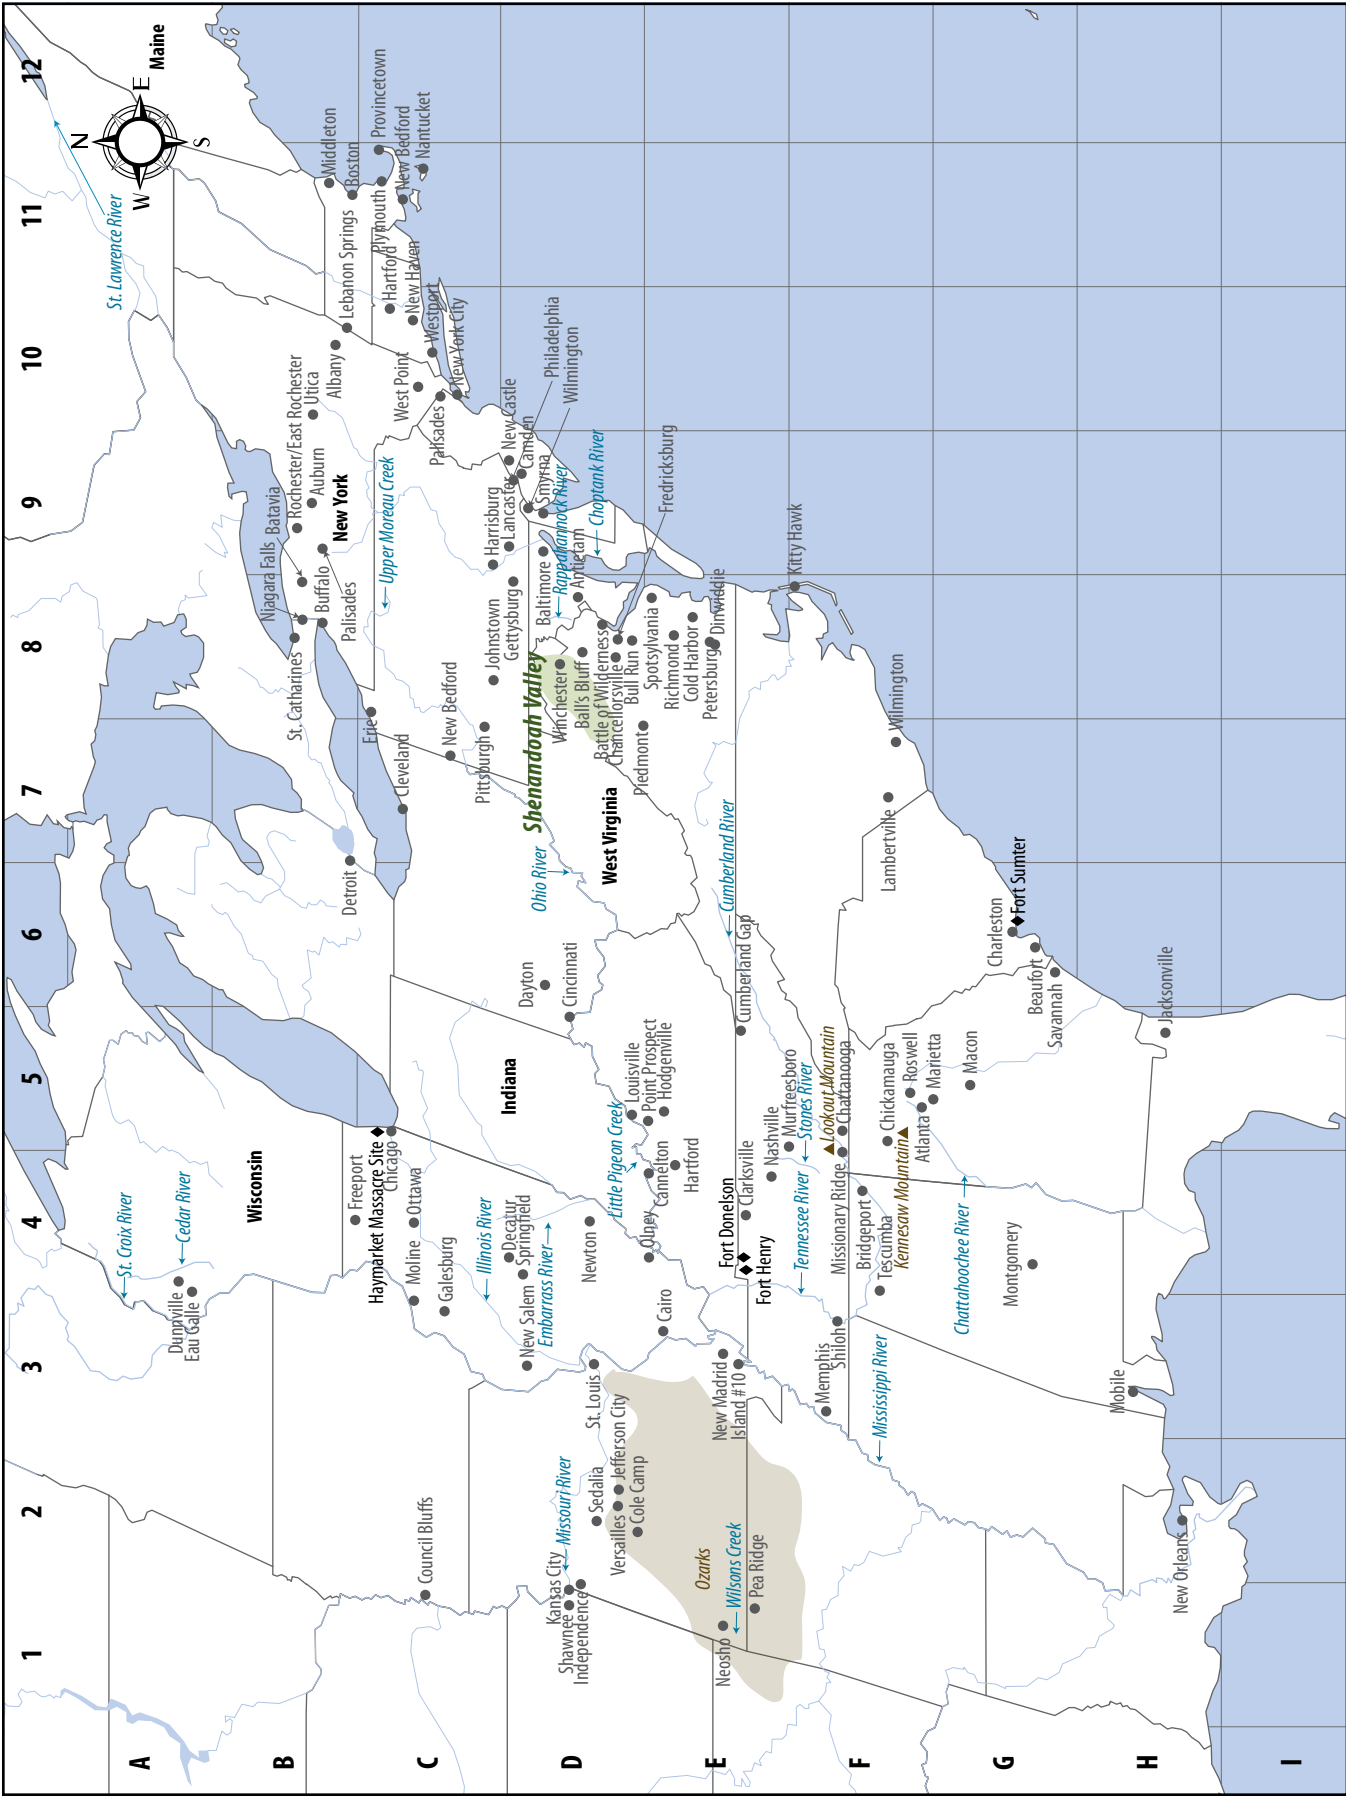 1
2
3
4
5
6
7
8
9
10
11
12
A
B
C
D
E
F
G
H
I
N
E
S
W
Maine
St. Lawrence River
Middleton
Boston
Provincetown
Plymouth
New Bedford
Nantucket
Lebanon Springs
Hartford
New Haven
Westport
New York City
Albany
West Point
Palisades
Utica
Rochester/East Rochester
Auburn
Batavia
Niagara Falls
New York
Buffalo
Palisades
St. Catharines
Upper Moreau Creek
Erie
Cleveland
Detroit
New Castle
Camden
Philadelphia
Wilmington
Smyrna
Lancaster
Harrisburg
Gettysburg
Johnstown
New Bedford
Pittsburgh
Baltimore
Rappahannock River
Choptank River
Antietam
Fredricksburg
Shenandoah Valley
Winchester
Ball's Bluff
Battle of Wilderness
Chancellorsville
Bull Run
Spotsylvania
Richmond
Cold Harbor
Petersburg
Dinwiddie
Piedmont
Kitty Hawk
West Virginia
Ohio River
Cumberland River
Wilmington
Lambertville
Charleston
Fort Sumter
Beaufort
Savannah
Jacksonville
Dayton
Cincinnati
Cumberland Gap
Indiana
Louisville
Point Prospect
Hodgenville
Little Pigeon Creek
Cannelton
Hartford
Murfreesboro
Stones River
Nashville
Clarksville
Lookout Mountain
Chattanooga
Chickamauga
Roswell
Marietta
Macon
Atlanta
Kennesaw Mountain
Missionary Ridge
Bridgeport
Tecumba
Tennessee River
Chattahoochee River
Montgomery
Fort Donelson
Fort Henry
Wisconsin
St. Croix River
Cedar River
Dunnville
Eau Galle
Freeport
Haymarket Massacre Site
Chicago
Ottawa
Moline
Galesburg
Illinois River
Decatur
Springfield
New Salem
Embarrass River
Newton
Olney
Cairo
St. Louis
New Madrid
Island #10
Memphis
Shiloh
Mississippi River
Mobile
Council Bluffs
Missouri River
Kansas City
Shawnee
Independence
Sedalia
Versailles
Jefferson City
Cole Camp
Ozarks
Wilsons Creek
Pea Ridge
Neosho
New Orleans